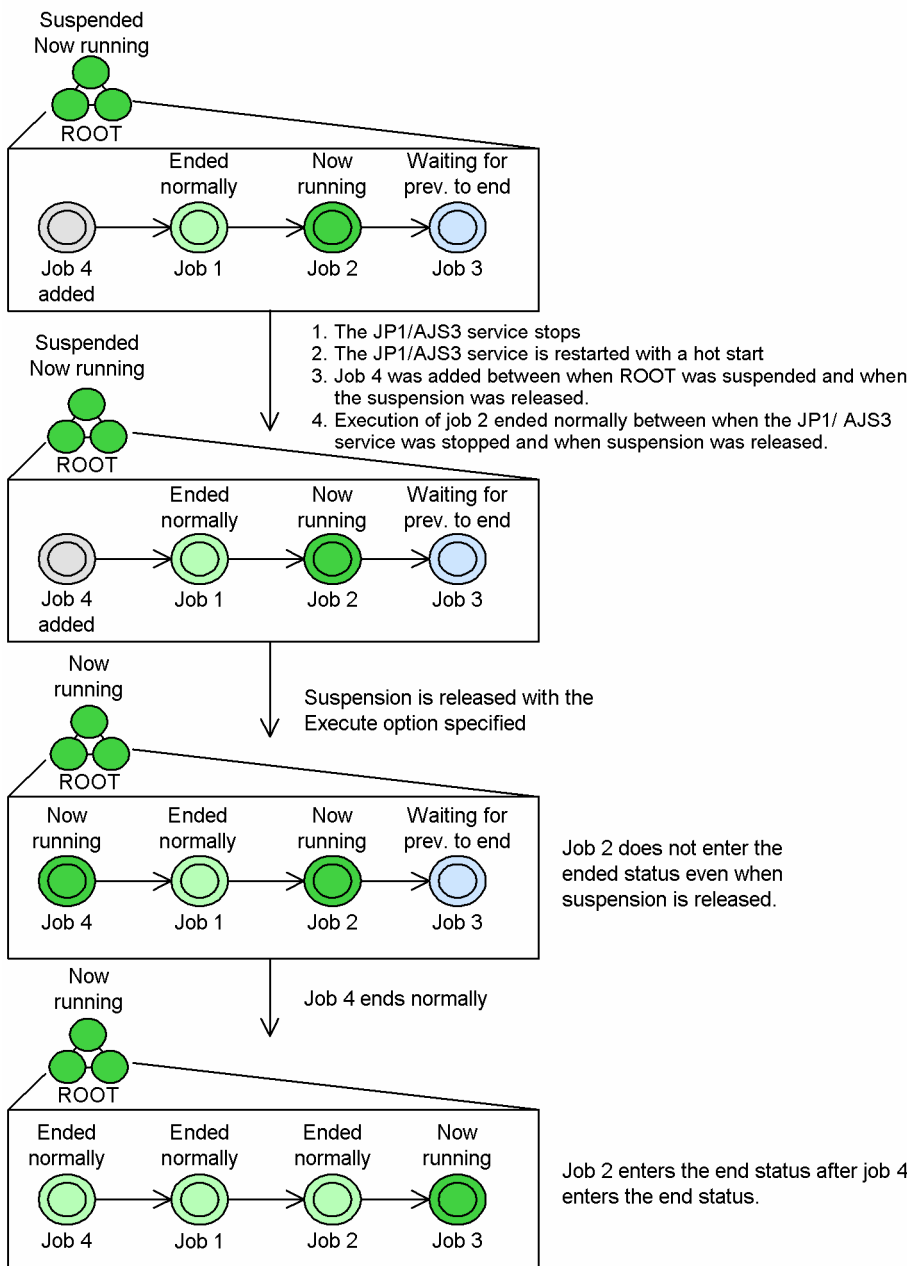 Suspended
Now running
ROOT
Ended
normally
Now
running
Waiting for
prev. to end
Job 4
added
Job 1
Job 2
Job 3
1. The JP1/AJS3 service stops
2. The JP1/AJS3 service is restarted with a hot start
3. Job 4 was added between when ROOT was suspended and when
the suspension was released.
4. Execution of job 2 ended normally between when the JP1/ AJS3
service was stopped and when suspension was released.
Suspended
Now running
ROOT
Ended
normally
Now
running
Waiting for
prev. to end
Job 4
added
Job 1
Job 2
Job 3
Suspension is released with the
Execute option specified
Now
running
ROOT
Now
running
Ended
normally
Now
running
Waiting for
prev. to end
Job 4
Job 1
Job 2
Job 3
Job 2 does not enter the
ended status even when
suspension is released.
Job 4 ends normally
Now
running
ROOT
Ended
normally
Ended
normally
Ended
normally
Now
running
Job 4
Job 1
Job 2
Job 3
Job 2 enters the end status after job 4
enters the end status.